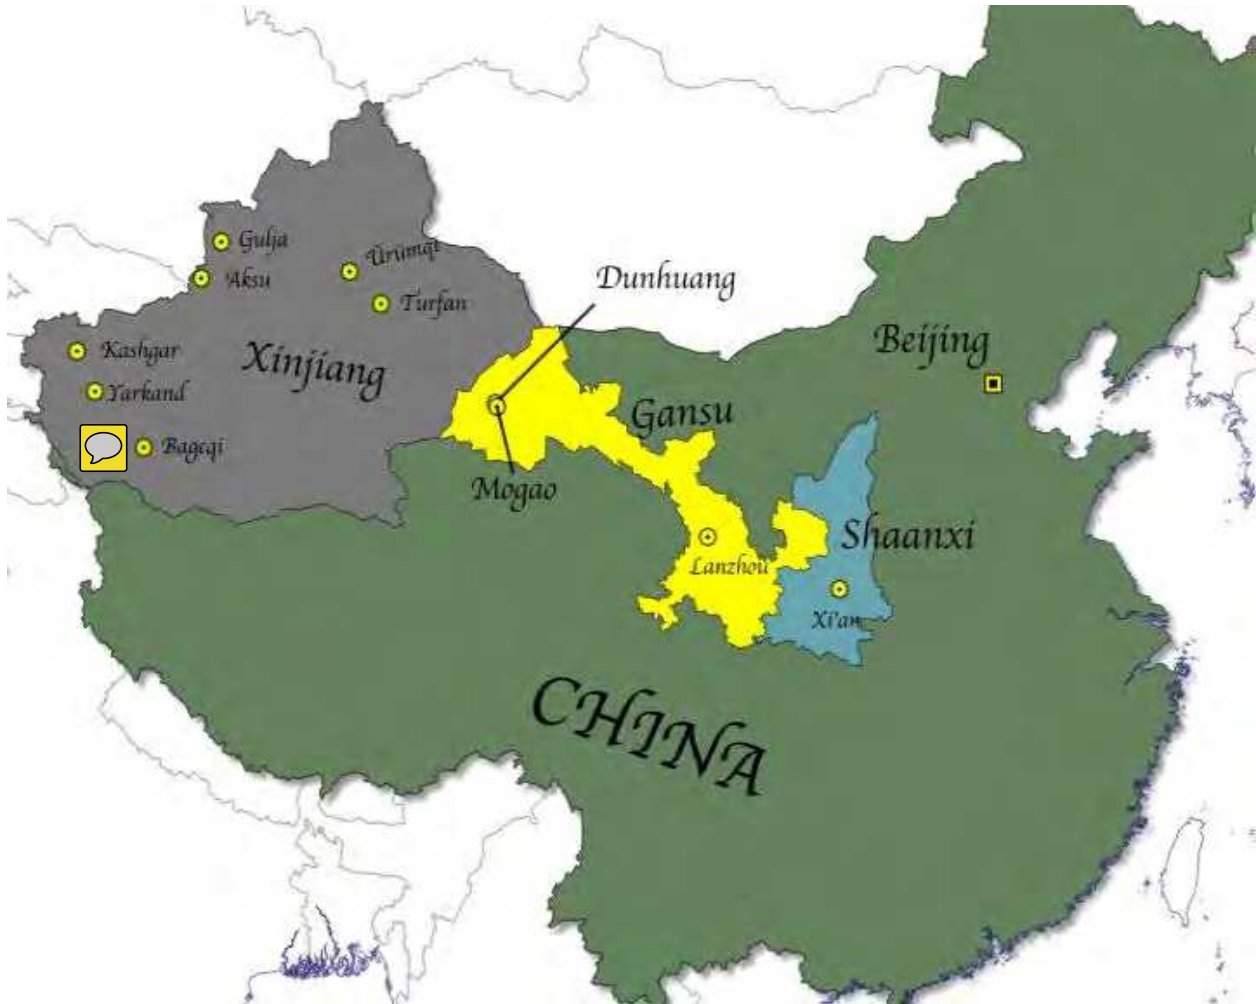 Gulja
Ürümqi
Aksu
Dunhuang
Turfan
Beijing
Kashgar
Xinjiang
Yarkand
Gansu
Bageqi
Mogao
Shaanxi
Lanzhou
Xi'an
CHINA